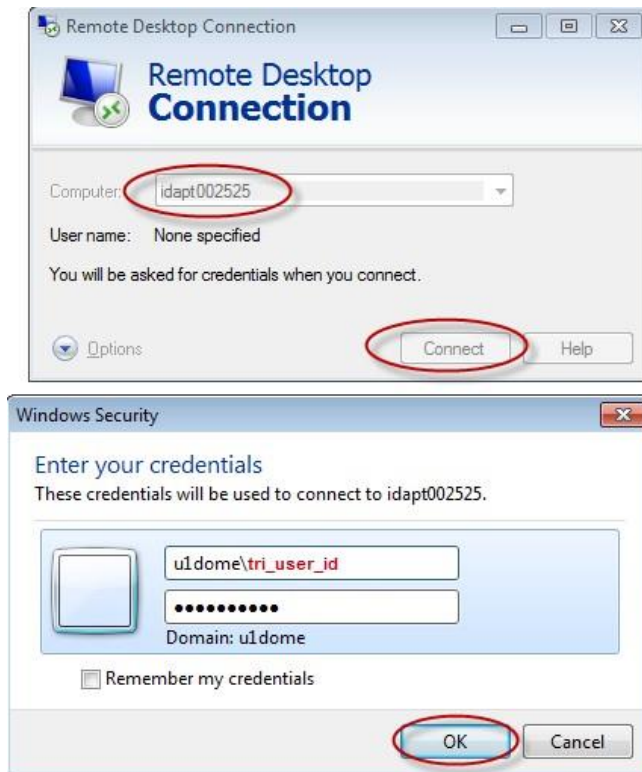 Remote Desktop Connection
Remote Desktop
Connection
Computer: idapt002525
User name: None specified
You will be asked for credentials when you connect.
Options Connect Help
Windows Security
Enter your credentials
These credentials will be used to connect to idapt002525.
u1dome\tri_user_id
●●●●●●●●●●
Domain: u1dome
Remember my credentials
OK Cancel